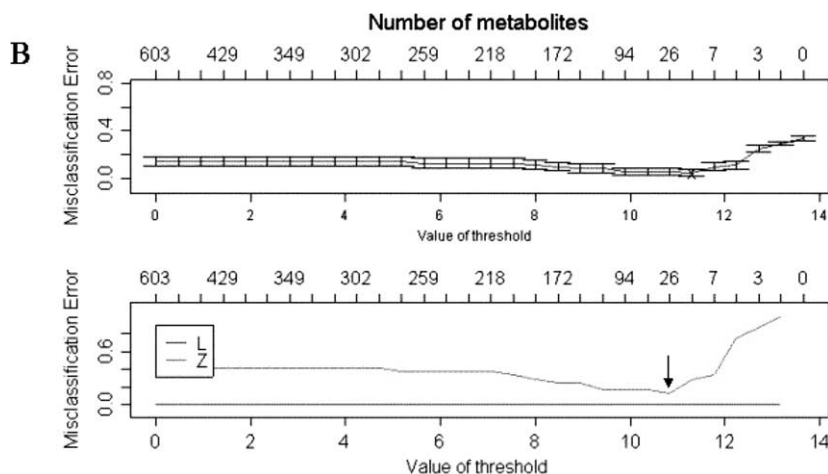 B
Number of metabolites
603 429 349 302 259 218 172 94 26 7 3 0
Misclassification Error
0.8
0.4
0.0
0 2 4 6 8 10 12 14
Value of threshold
603 429 349 302 259 218 172 94 26 7 3 0
Misclassification Error
0.6
0.0
L
Z
0 2 4 6 8 10 12 14
Value of threshold